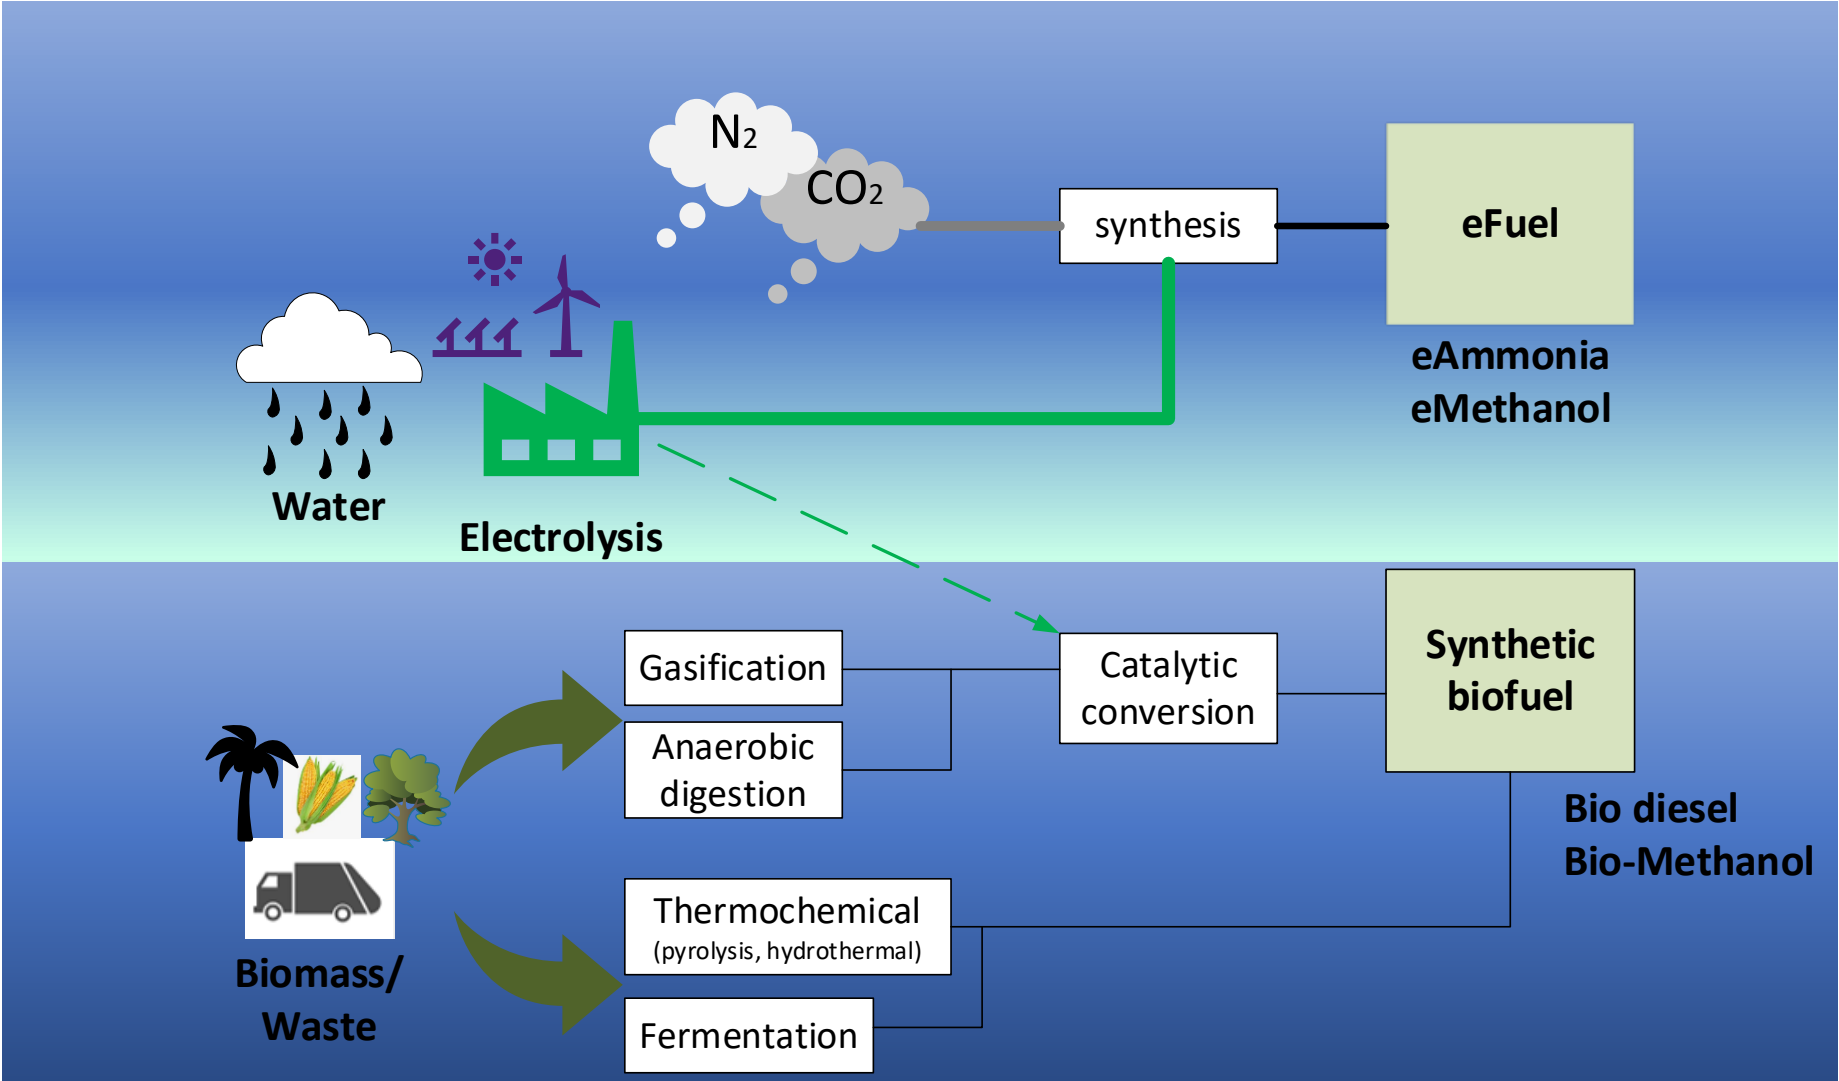 N2
CO2
synthesis
eFuel
eAmmonia
eMethanol
Water
Electrolysis
Gasification
Anaerobic
digestion
Catalytic
conversion
Synthetic
biofuel
Bio diesel
Bio-Methanol
Thermochemical
(pyrolysis, hydrothermal)
Fermentation
Biomass/
Waste